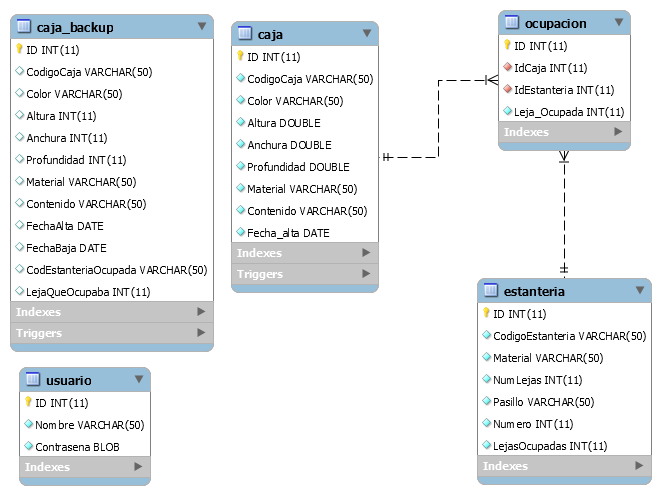 caja_backup
ID INT(11)
CodigoCaja VARCHAR(50)
Color VARCHAR(50)
Altura INT(11)
Anchura INT(11)
Profundidad INT(11)
Material VARCHAR(50)
Contenido VARCHAR(50)
FechaAlta DATE
FechaBaja DATE
CodEstanteriaOcupada VARCHAR(50)
LejaQueOcupaba INT(11)
Indexes
Triggers
caja
ID INT(11)
CodigoCaja VARCHAR(50)
Color VARCHAR(50)
Altura DOUBLE
Anchura DOUBLE
Profundidad DOUBLE
Material VARCHAR(50)
Contenido VARCHAR(50)
Fecha_alta DATE
Indexes
Triggers
ocupacion
ID INT(11)
IdCaja INT(11)
IdEstanteria INT(11)
Leja_Ocupada INT(11)
Indexes
estanteria
ID INT(11)
CodigoEstanteria VARCHAR(50)
Material VARCHAR(50)
NumLejas INT(11)
Pasillo VARCHAR(50)
Numero INT(11)
LejasOcupadas INT(11)
Indexes
usuario
ID INT(11)
Nombre VARCHAR(50)
Contrasena BLOB
Indexes